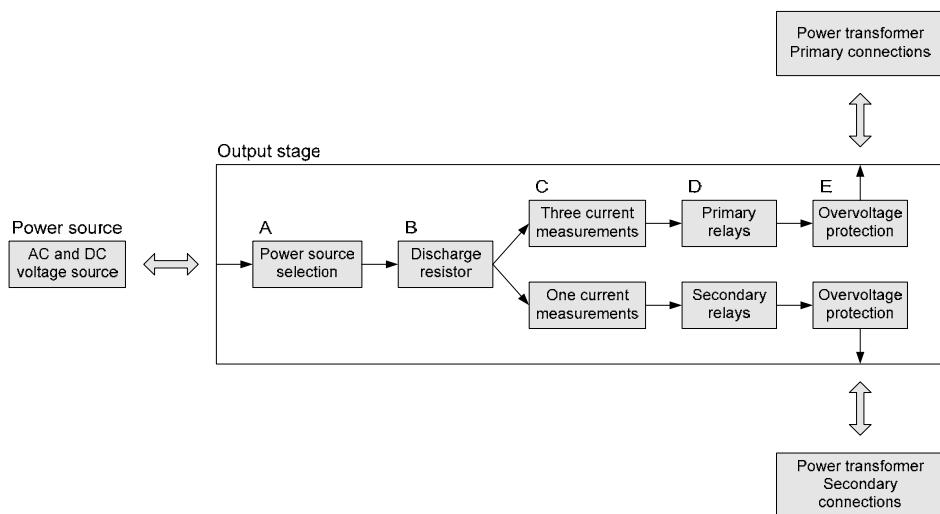 Power transformer
Primary connections
Output stage
Power source
AC and DC
voltage source
A
Power source
selection
B
Discharge
resistor
C
Three current
measurements
D
Primary
relays
E
Overvoltage
protection
One current
measurements
Secondary
relays
Overvoltage
protection
Power transformer
Secondary
connections